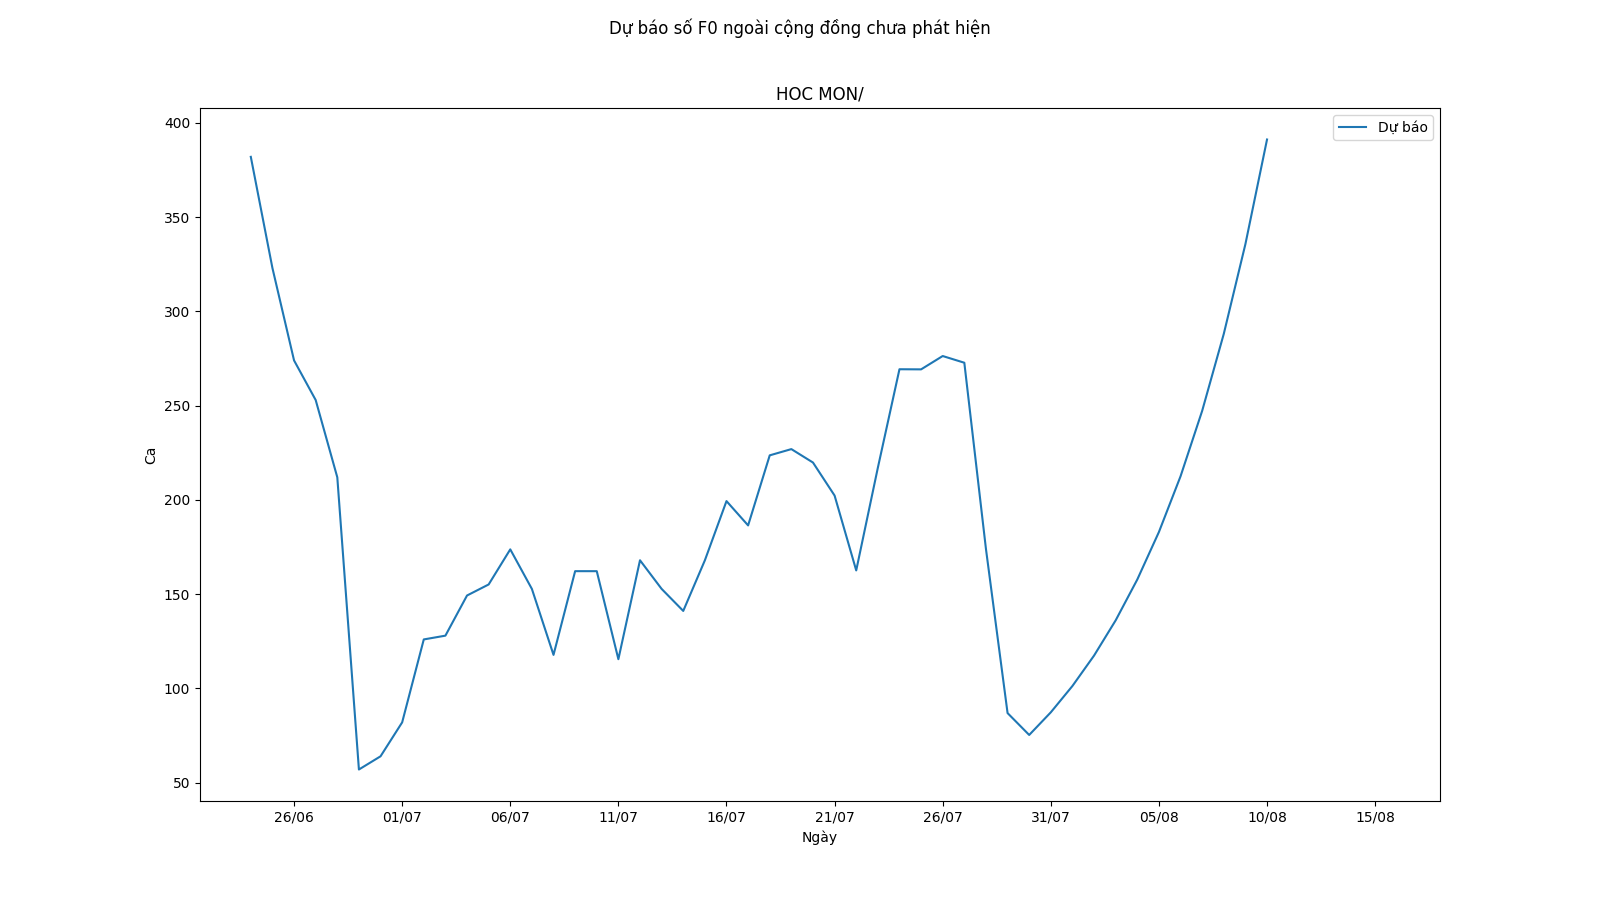 Dự báo số F0 ngoài cộng đồng chưa phát hiện
HOC MON/
Dự báo
400
350
300
250
200
150
100
50
Ca
26/06 01/07 06/07 11/07 16/07 21/07 26/07 31/07 05/08 10/08 15/08
Ngày